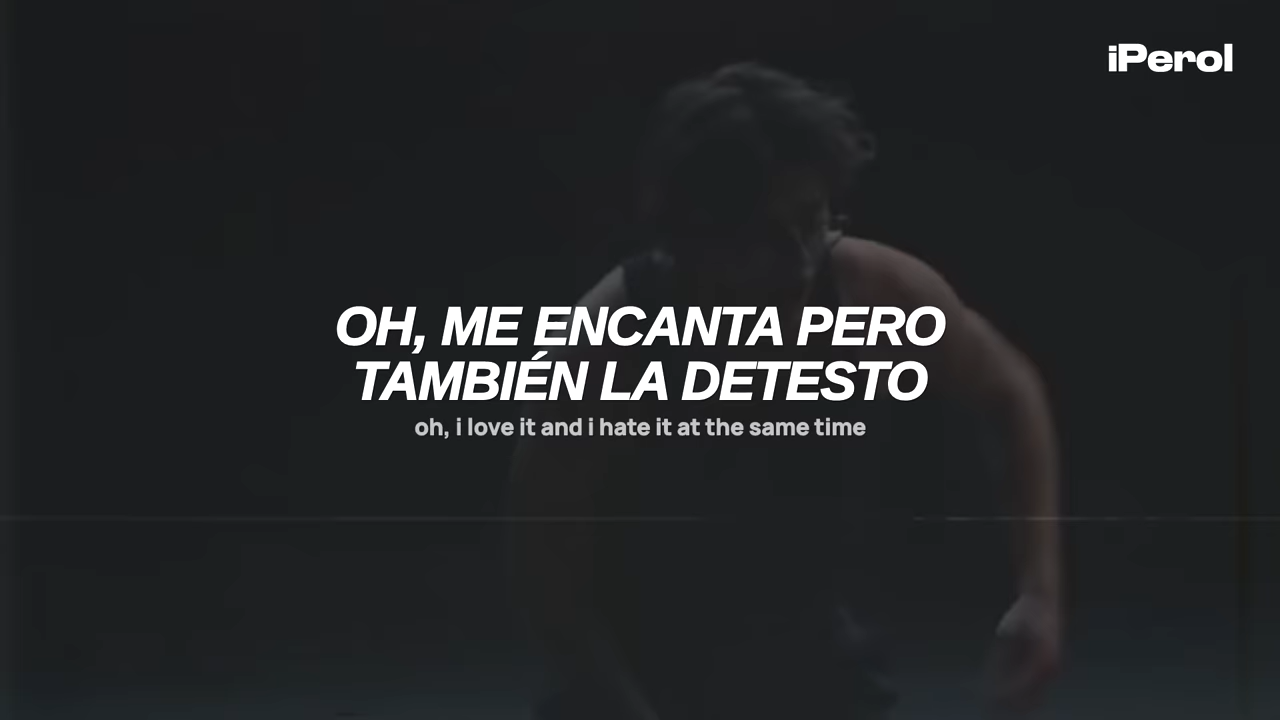 iPerol
OH, ME ENCANTA PERO
TAMBIÉN LA DETESTO
oh, i love it and i hate it at the same time